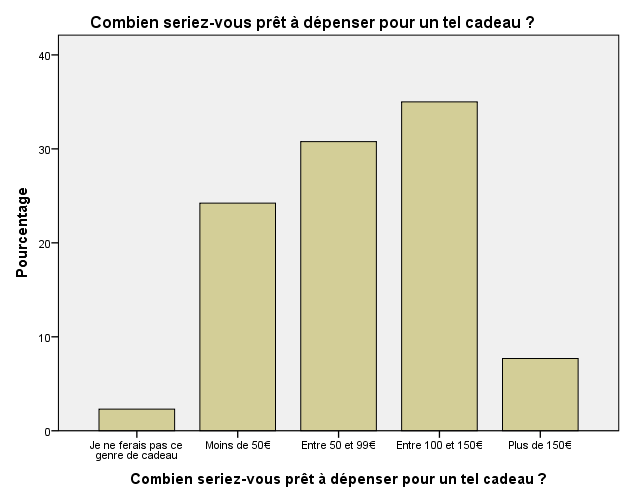 Combien seriez-vous prêt à dépenser pour un tel cadeau ?
Pourcentage
40
30
20
10
0
Je ne ferais pas ce
genre de cadeau
Moins de 50€
Entre 50 et 99€
Entre 100 et 150€
Plus de 150€
Combien seriez-vous prêt à dépenser pour un tel cadeau ?